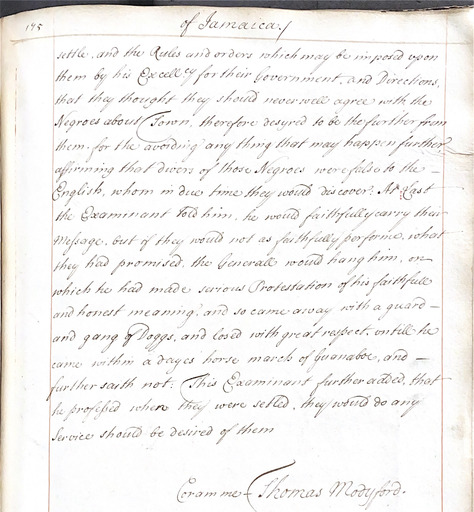 195
of Jamaica
settle, and the Rules and orders which may be imposed upon
them by his Excellcy for their Government, and Directions,
that they thought they should never well agree with the
Negroes about Town, therefore desyred to be the further from
them, for the avoiding any thing that may happen further,
affirming that divers of those Negroes were false to the –
English, whom in due time they would discover. At Last
the Examinant told him, he would faithfully carry their
Message, but if they would not as faithfully performe, what
they had promised, the Generall would hang him, on
which he had made serious Protestation of his faithfull
and honest meaning, and so came away with a guard –
and gang of Doggs, and with great respect, untill he
came within a dayes horse march of Guanaboe, and –
further saith not. This Examinant further added, that
he professed where they were setled, they would do any
Service should be desired of them
Coram me Thomas Modyford.